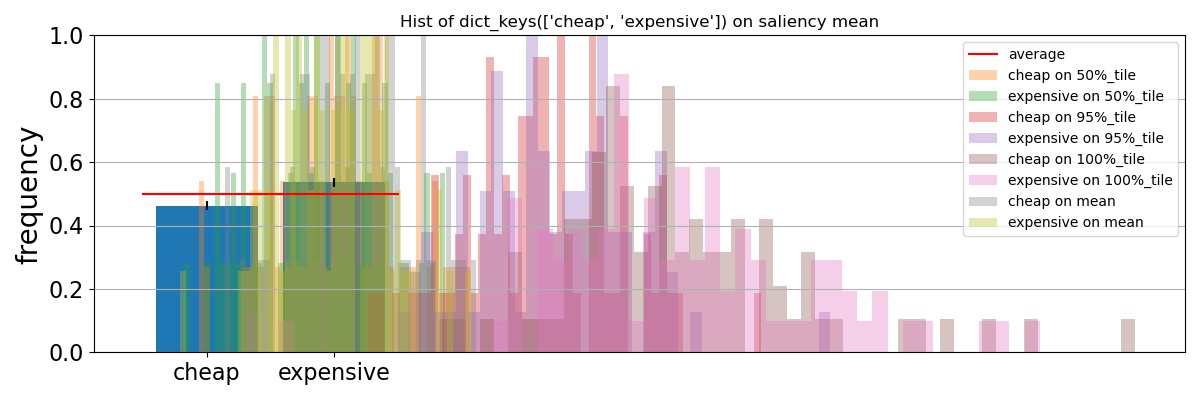 Hist of dict_keys(['cheap', 'expensive']) on saliency mean
frequency
1.0
0.8
0.6
0.4
0.2
0.0
cheap expensive
average
cheap on 50%_tile
expensive on 50%_tile
cheap on 95%_tile
expensive on 95%_tile
cheap on 100%_tile
expensive on 100%_tile
cheap on mean
expensive on mean